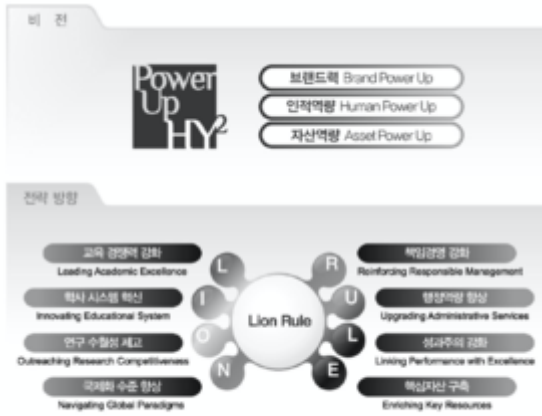 비 전
Power
Up
HY²
브랜드력 Brand Power Up
인적역량 Human Power Up
자산역량 Asset Power Up
전략 방향
교육 경쟁력 강화
Leading Academic Excellence
학사 시스템 혁신
Innovating Educational System
연구 수월성 제고
Outreaching Research Competitiveness
국제화 수준 향상
Navigating Global Paradigms
L
I
O
N
Lion Rule
R
U
L
E
책임경영 강화
Reinforcing Responsible Management
행정역량 향상
Upgrading Administrative Services
성과주의 강화
Linking Performance with Excellence
핵심자산 구축
Enriching Key Resources